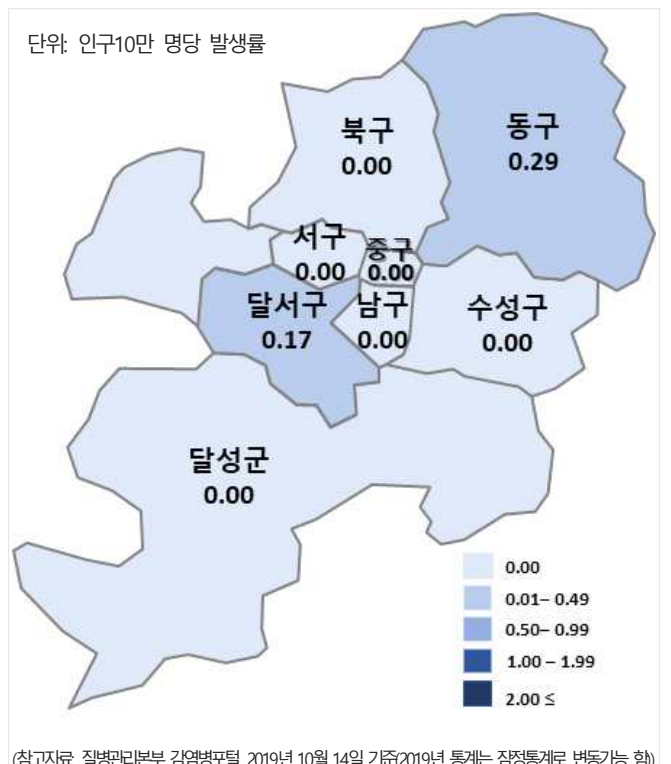 단위: 인구10만 명당 발생률
북구
0.00
동구
0.29
서구
0.00
중구
0.00
달서구
0.17
남구
0.00
수성구
0.00
달성군
0.00
0.00
0.01– 0.49
0.50– 0.99
1.00 – 1.99
2.00 ≤
(참고자료. 질병관리본부 감염병포털. 2019년 10월 14일 기준(2019년 통계는 잠정통계로 변동가능 함)